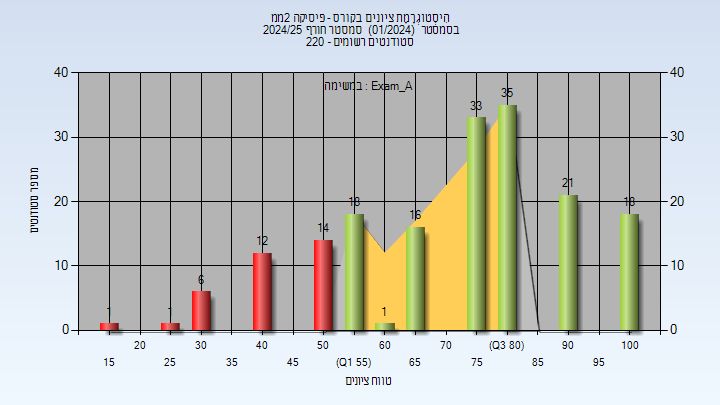 היסטוגרמת ציונים בקורס - פיסיקה 2ממ
בסמסטר (01/2024) סמסטר חורף 2024/25
סטודנטים רשומים - 220
במשימה : Exam_A
מספר סטודנטים
40 40
30 30
20 20
10 10
0 0
1 1 6 12 14 18 1 16 33 35 21 18
20 30 40 50 60 70 (Q3 80) 90 100
15 25 35 45 (Q1 55) 65 75 85 95
טווח ציונים